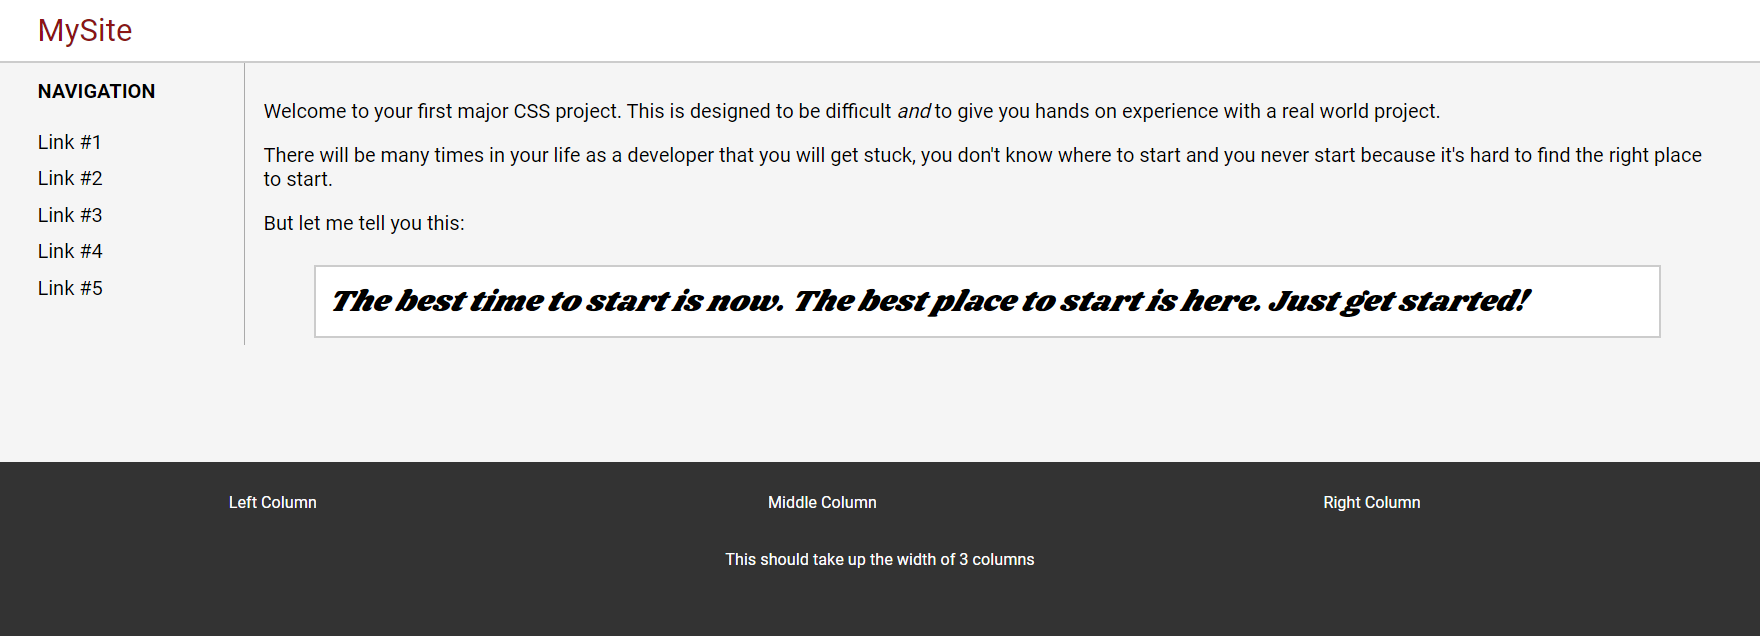 MySite
NAVIGATION
Link #1
Link #2
Link #3
Link #4
Link #5
Welcome to your first major CSS project. This is designed to be difficult and to give you hands on experience with a real world project.
There will be many times in your life as a developer that you will get stuck, you don't know where to start and you never start because it's hard to find the right place
to start.
But let me tell you this:
The best time to start is now. The best place to start is here. Just get started!
Left Column
Middle Column
Right Column
This should take up the width of 3 columns